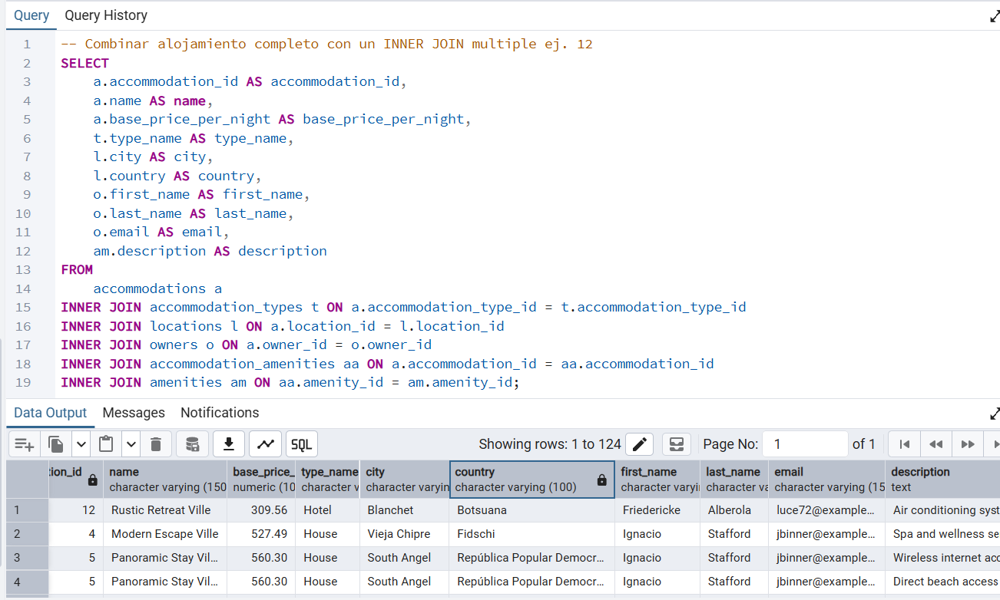 Query Query History
1 -- Combinar alojamiento completo con un INNER JOIN multiple ej. 12
2 SELECT
3 a.accommodation_id AS accommodation_id,
4 a.name AS name,
5 a.base_price_per_night AS base_price_per_night,
6 t.type_name AS type_name,
7 l.city AS city,
8 l.country AS country,
9 o.first_name AS first_name,
10 o.last_name AS last_name,
11 o.email AS email,
12 am.description AS description
13 FROM
14 accommodations a
15 INNER JOIN accommodation_types t ON a.accommodation_type_id = t.accommodation_type_id
16 INNER JOIN locations l ON a.location_id = l.location_id
17 INNER JOIN owners o ON a.owner_id = o.owner_id
18 INNER JOIN accommodation_amenities aa ON a.accommodation_id = aa.accommodation_id
19 INNER JOIN amenities am ON aa.amenity_id = am.amenity_id;
Data Output Messages Notifications
SQL Showing rows: 1 to 124 Page No: 1 of 1
tion_id name base_price_ type_name city country first_name last_name email description
character varying (150 numeric (10 character v character varyin character varying (100) character varyi character va character varying (15 text
1 12 Rustic Retreat Ville 309.56 Hotel Blanchet Botsuana Friedericke Alberola luce72@example... Air conditioning syst
2 4 Modern Escape Ville 527.49 House Vieja Chipre Fidschi Ignacio Stafford jbinner@example... Spa and wellness se
3 5 Panoramic Stay Vil... 560.30 House South Angel República Popular Democr... Ignacio Stafford jbinner@example... Wireless internet acc
4 5 Panoramic Stay Vil... 560.30 House South Angel República Popular Democr... Ignacio Stafford jbinner@example... Direct beach access